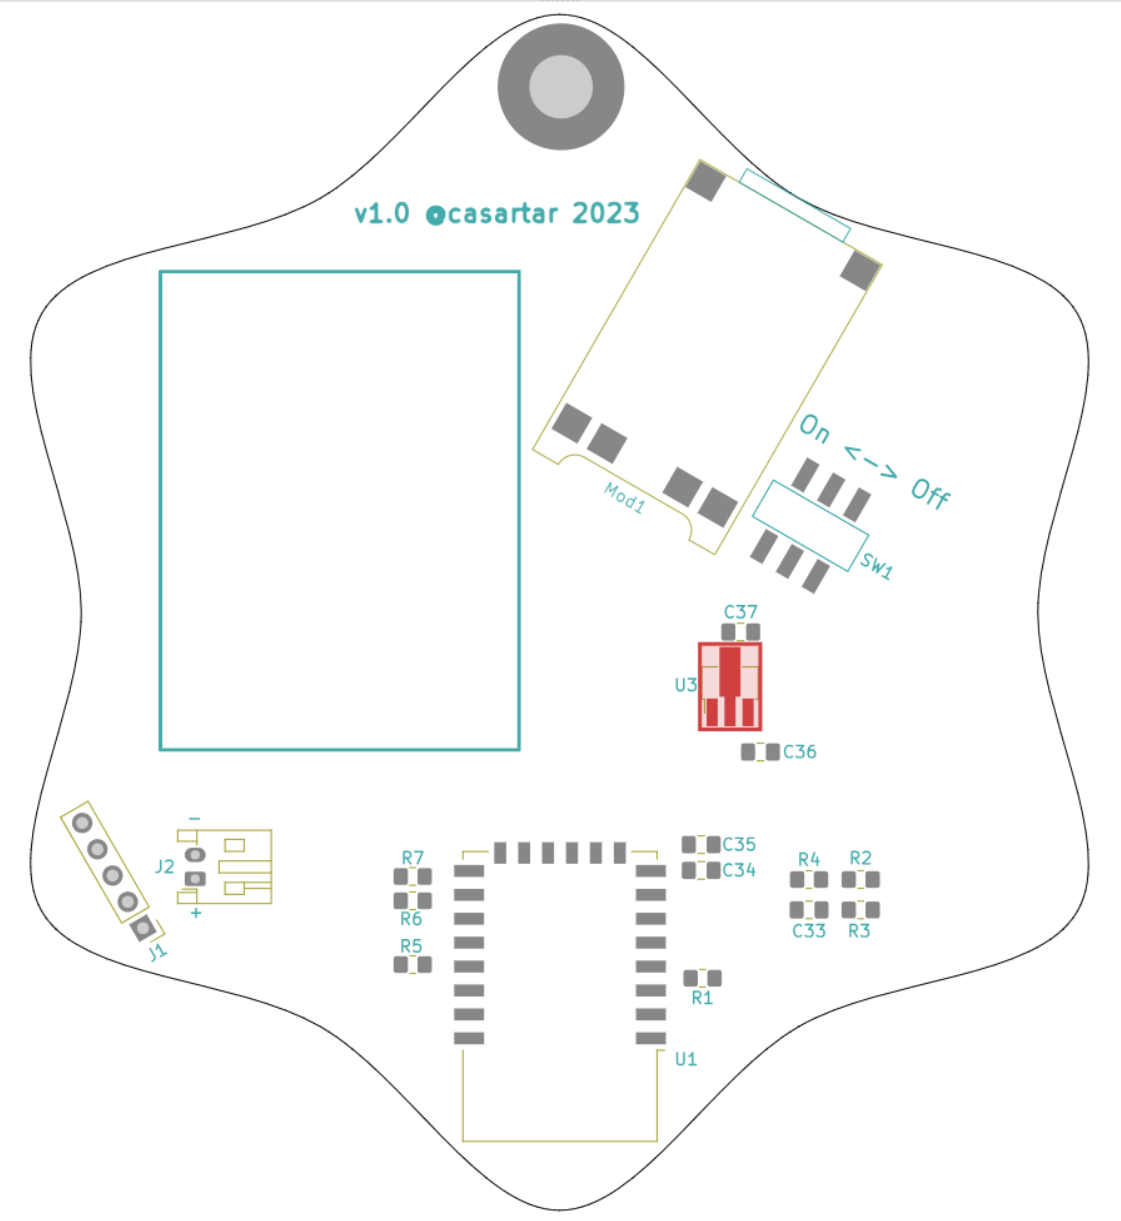 v1.0 @casartar 2023
On <-> Off
Mod1
SW1
C37
U3
C36
-
J2
+
J1
R7
R6
R5
C35
C34
R4
R2
C33
R3
R1
U1